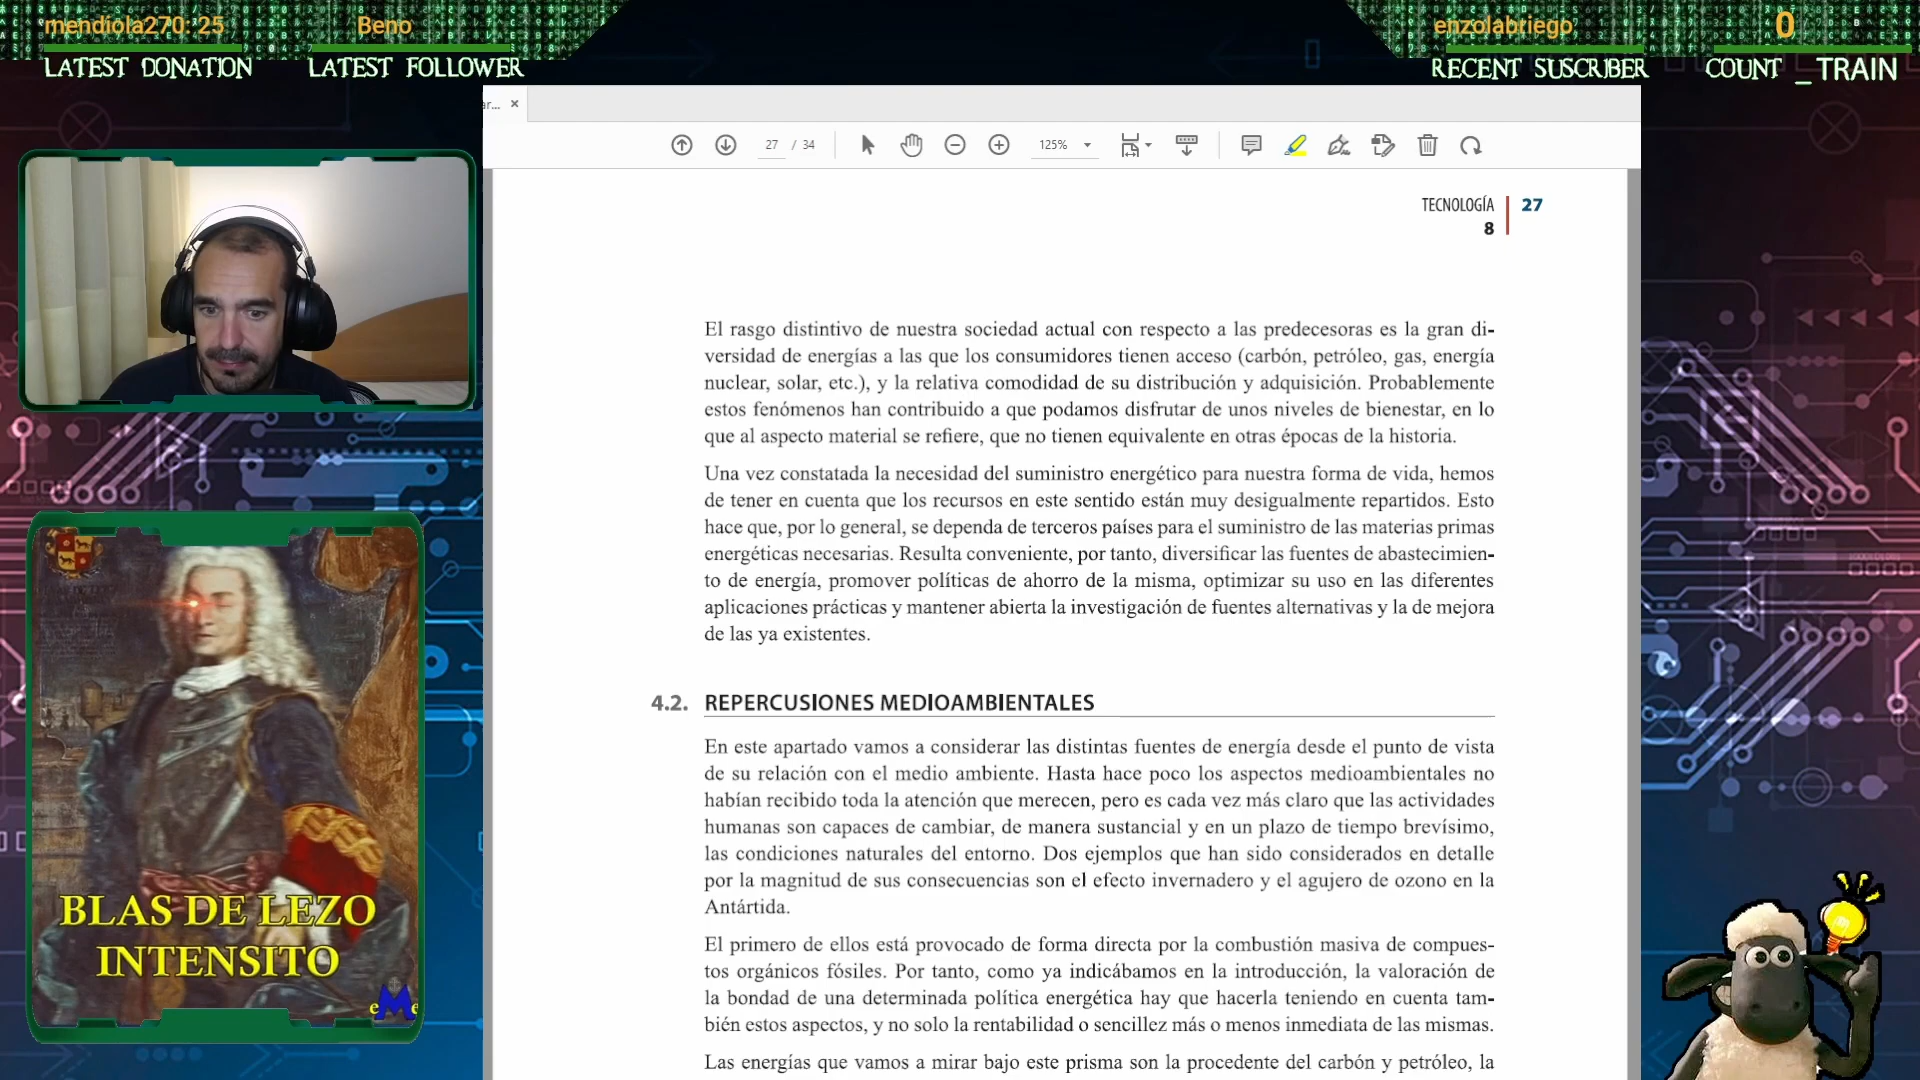 mendiola270: 25
Beno
enzolabriego
0
LATEST DONATION
LATEST FOLLOWER
RECENT SUSCRIBER
COUNT _TRAIN
ar...
27 / 34
125%
TECNOLOGÍA 27
8
El rasgo distintivo de nuestra sociedad actual con respecto a las predecesoras es la gran di-
versidad de energías a las que los consumidores tienen acceso (carbón, petróleo, gas, energía
nuclear, solar, etc.), y la relativa comodidad de su distribución y adquisición. Probablemente
estos fenómenos han contribuido a que podamos disfrutar de unos niveles de bienestar, en lo
que al aspecto material se refiere, que no tienen equivalente en otras épocas de la historia.
Una vez constatada la necesidad del suministro energético para nuestra forma de vida, hemos
de tener en cuenta que los recursos en este sentido están muy desigualmente repartidos. Esto
hace que, por lo general, se dependa de terceros países para el suministro de las materias primas
energéticas necesarias. Resulta conveniente, por tanto, diversificar las fuentes de abastecimien-
to de energía, promover políticas de ahorro de la misma, optimizar su uso en las diferentes
aplicaciones prácticas y mantener abierta la investigación de fuentes alternativas y la de mejora
de las ya existentes.
4.2. REPERCUSIONES MEDIOAMBIENTALES
En este apartado vamos a considerar las distintas fuentes de energía desde el punto de vista
de su relación con el medio ambiente. Hasta hace poco los aspectos medioambientales no
habían recibido toda la atención que merecen, pero es cada vez más claro que las actividades
humanas son capaces de cambiar, de manera sustancial y en un plazo de tiempo brevísimo,
las condiciones naturales del entorno. Dos ejemplos que han sido considerados en detalle
por la magnitud de sus consecuencias son el efecto invernadero y el agujero de ozono en la
Antártida.
El primero de ellos está provocado de forma directa por la combustión masiva de compues-
tos orgánicos fósiles. Por tanto, como ya indicábamos en la introducción, la valoración de
la bondad de una determinada política energética hay que hacerla teniendo en cuenta tam-
bién estos aspectos, y no solo la rentabilidad o sencillez más o menos inmediata de las mismas.
Las energías que vamos a mirar bajo este prisma son la procedente del carbón y petróleo, la
BLAS DE LEZO
INTENSITO
eMe